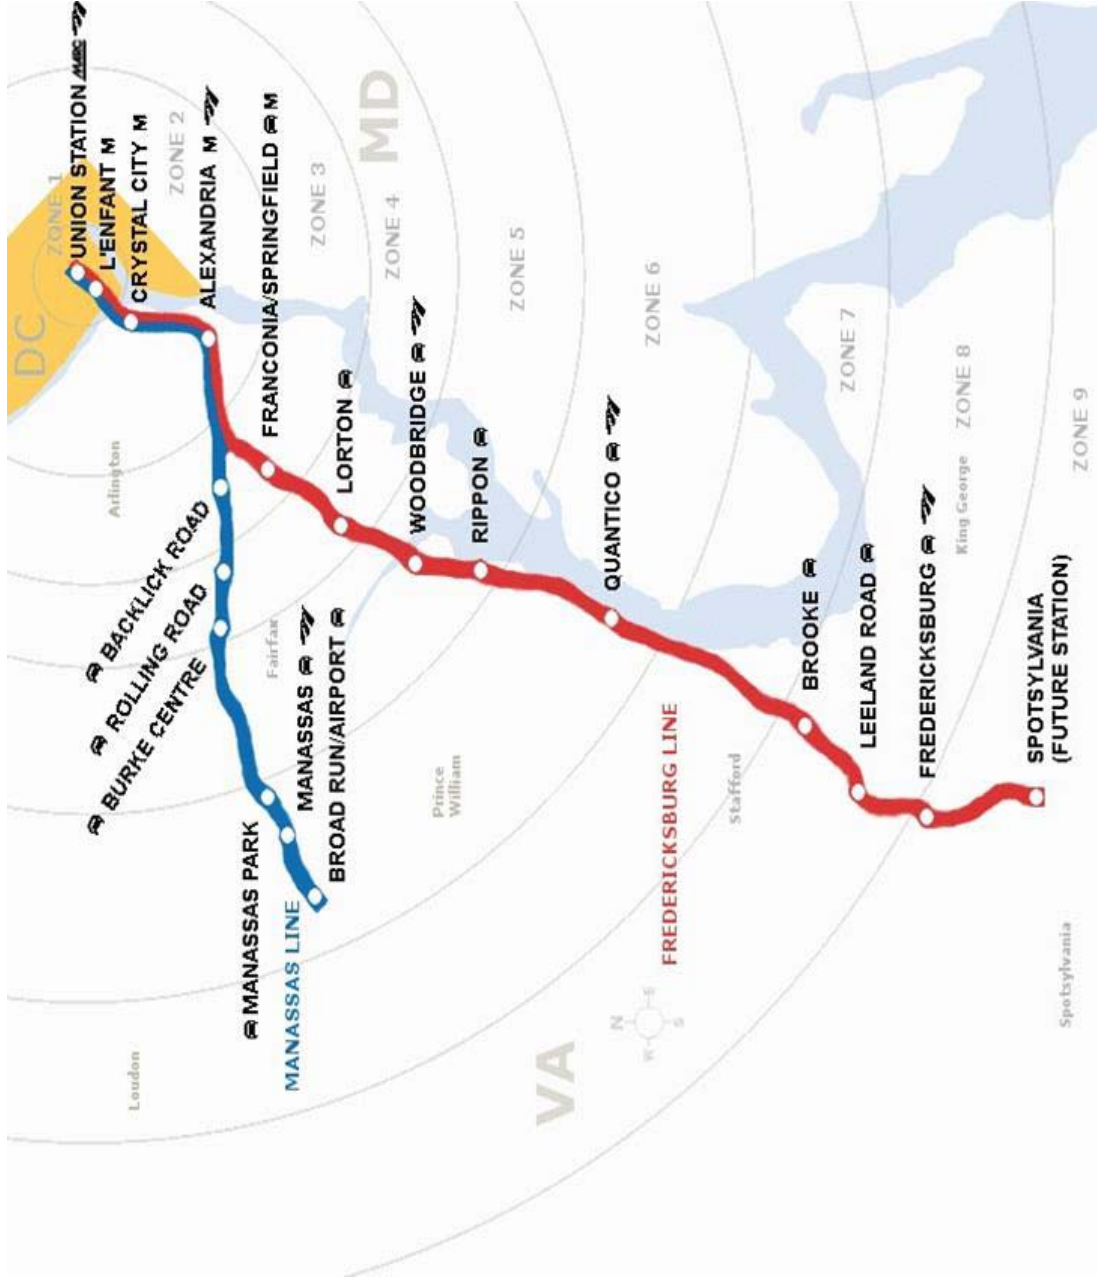 DC
ZONE 1
UNION STATION MARC
L'ENFANT M
CRYSTAL CITY M
ZONE 2
ALEXANDRIA M
FRANCONIA/SPRINGFIELD M
ZONE 3
MD
LORTON
ZONE 4
WOODBRIDGE
RIPPON
ZONE 5
QUANTICO
ZONE 6
BROOKE
ZONE 7
LEELAND ROAD
FREDERICKSBURG
ZONE 8
King George
SPOTSYLVANIA
(FUTURE STATION)
ZONE 9
Arlington
BACKLICK ROAD
ROLLING ROAD
BURKE CENTRE
Fairfax
MANASSAS
BROAD RUN/AIRPORT
MANASSAS PARK
MANASSAS LINE
Prince
William
FREDERICKSBURG LINE
Stafford
Loudon
VA
N
E
S
W
Spotsylvania